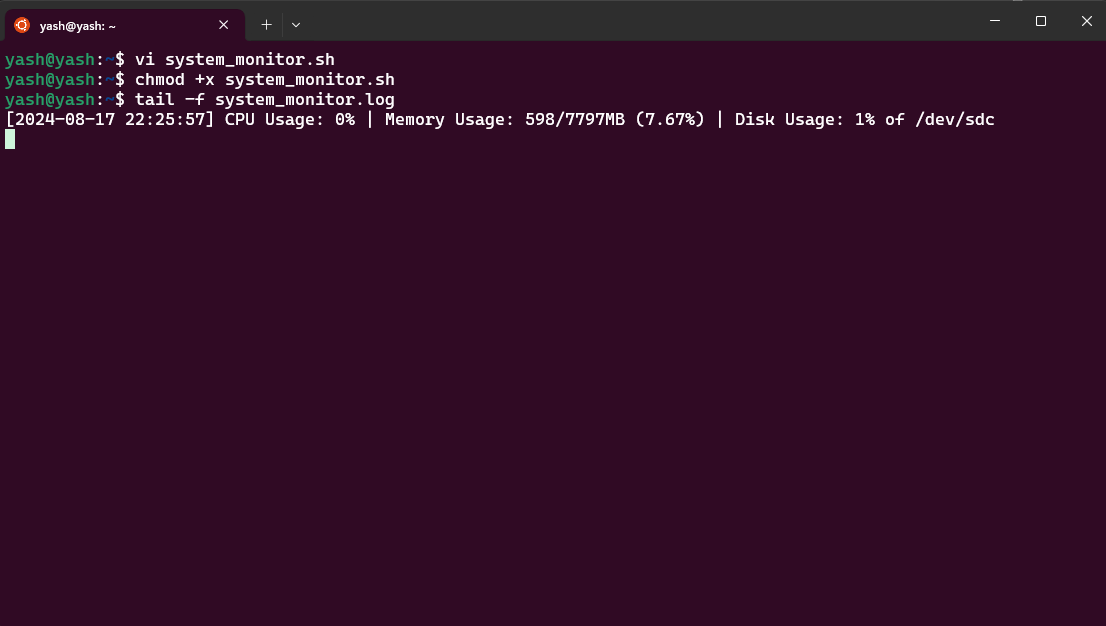 yash@yash: ~
yash@yash:~$ vi system_monitor.sh
yash@yash:~$ chmod +x system_monitor.sh
yash@yash:~$ tail -f system_monitor.log
[2024-08-17 22:25:57] CPU Usage: 0% | Memory Usage: 598/7797MB (7.67%) | Disk Usage: 1% of /dev/sdc